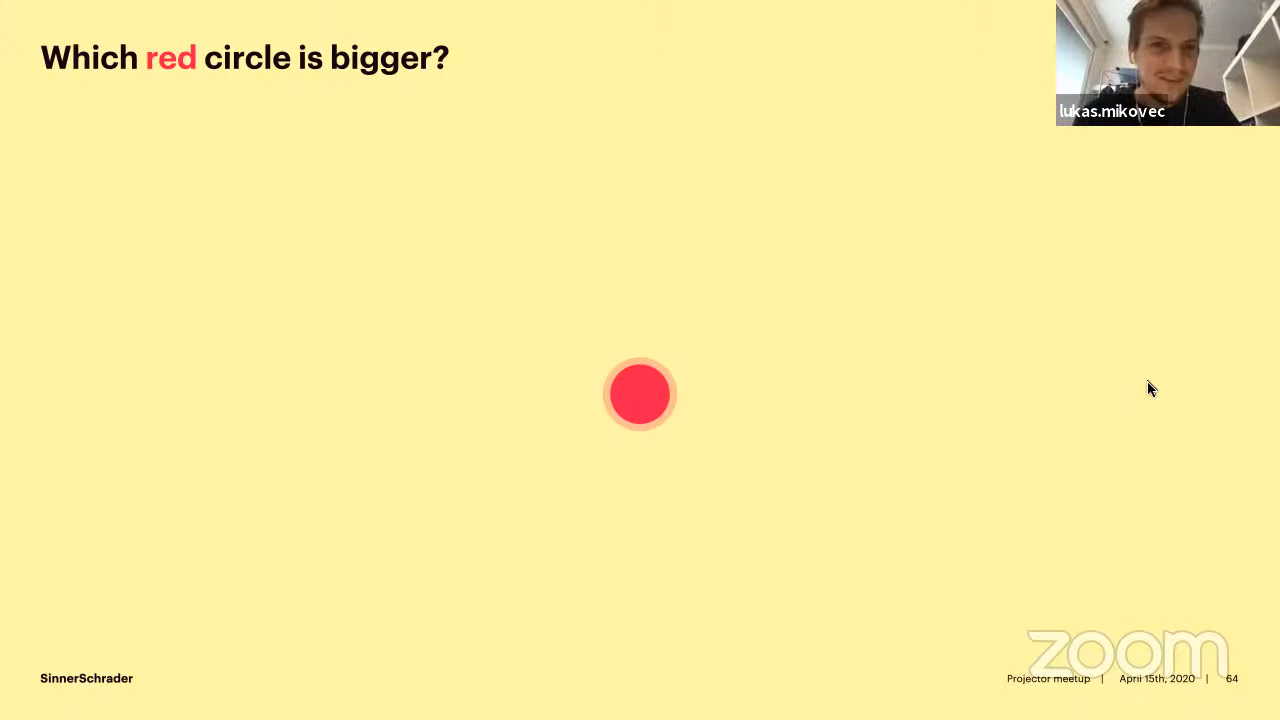 Which red circle is bigger?
lukas.mikovec
zoom
SinnerSchrader
Projector meetup | April 15th, 2020 | 64